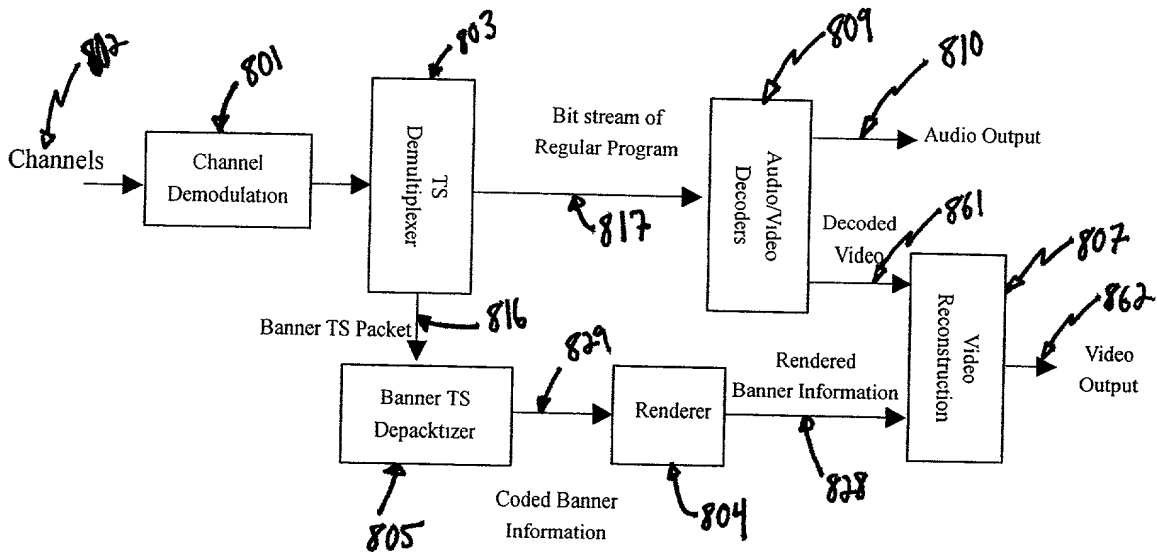 802
801
803
809
810
Channels
Channel
Demodulation
TS
Demultiplexer
Bit stream of
Regular Program
817
Audio/Video
Decoders
Audio Output
Decoded
Video
861
807
862
Video
Reconstruction
Video
Output
Banner TS Packet
816
829
Banner TS
Depacktizer
805
Coded Banner
Information
Renderer
804
Rendered
Banner Information
828